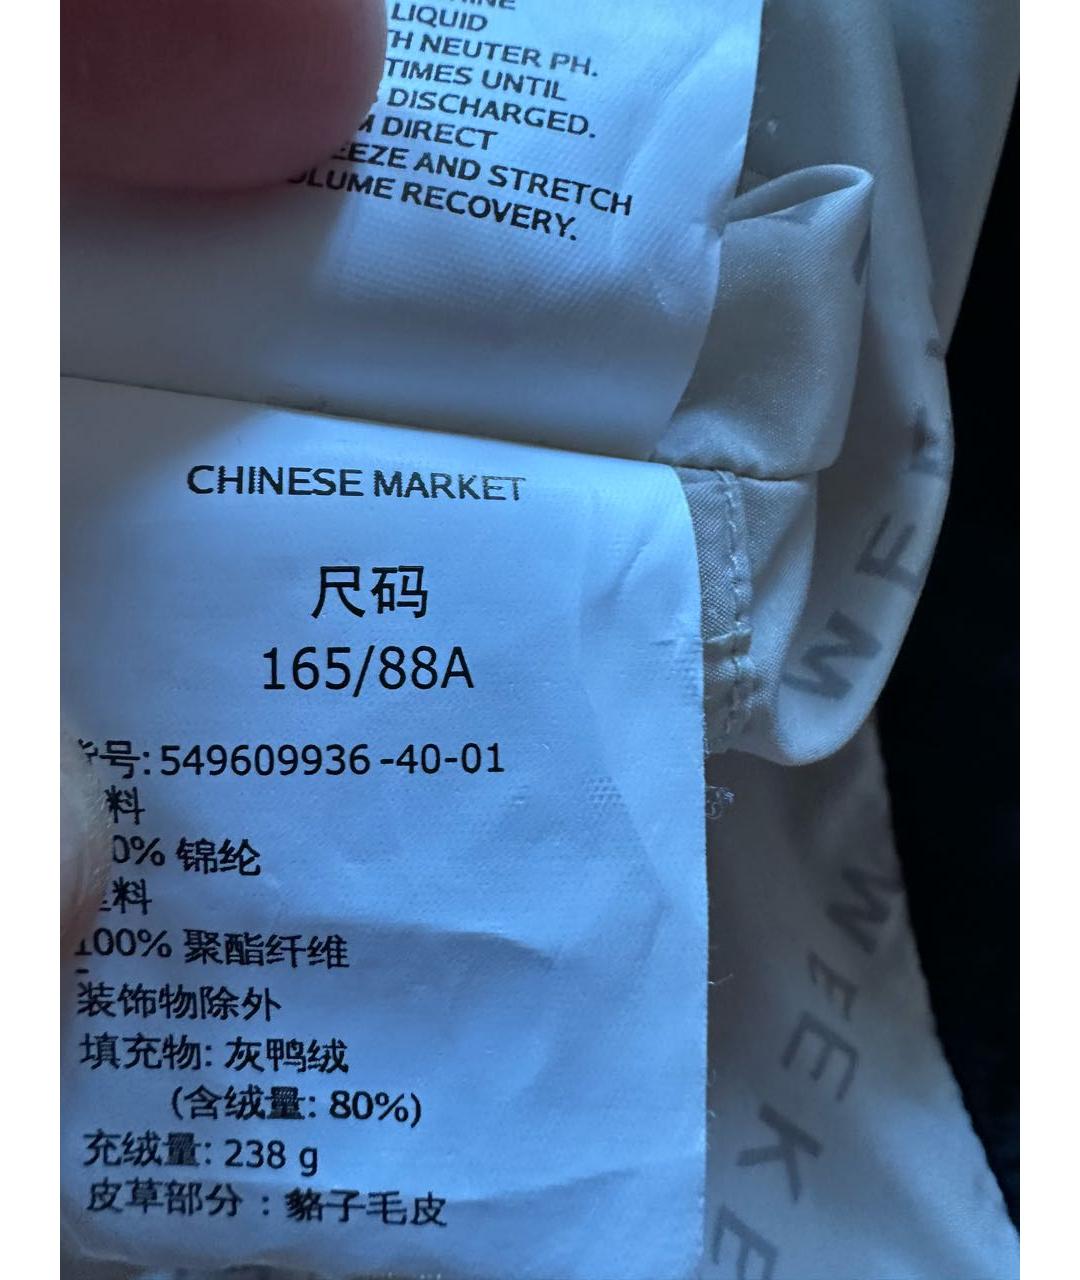 LIQUID
NEUTER PH.
TIMES UNTIL
DISCHARGED.
DIRECT
AND STRETCH
RECOVERY.
CHINESE MARKET
尺码
165/88A
号: 549609936 -40-01
料
0% 锦纶
料
100% 聚酯纤维
装饰物除外
填充物: 灰鸭绒
(含绒量: 80%)
充绒量: 238 g
皮草部分 : 貉子毛皮
WEEKE